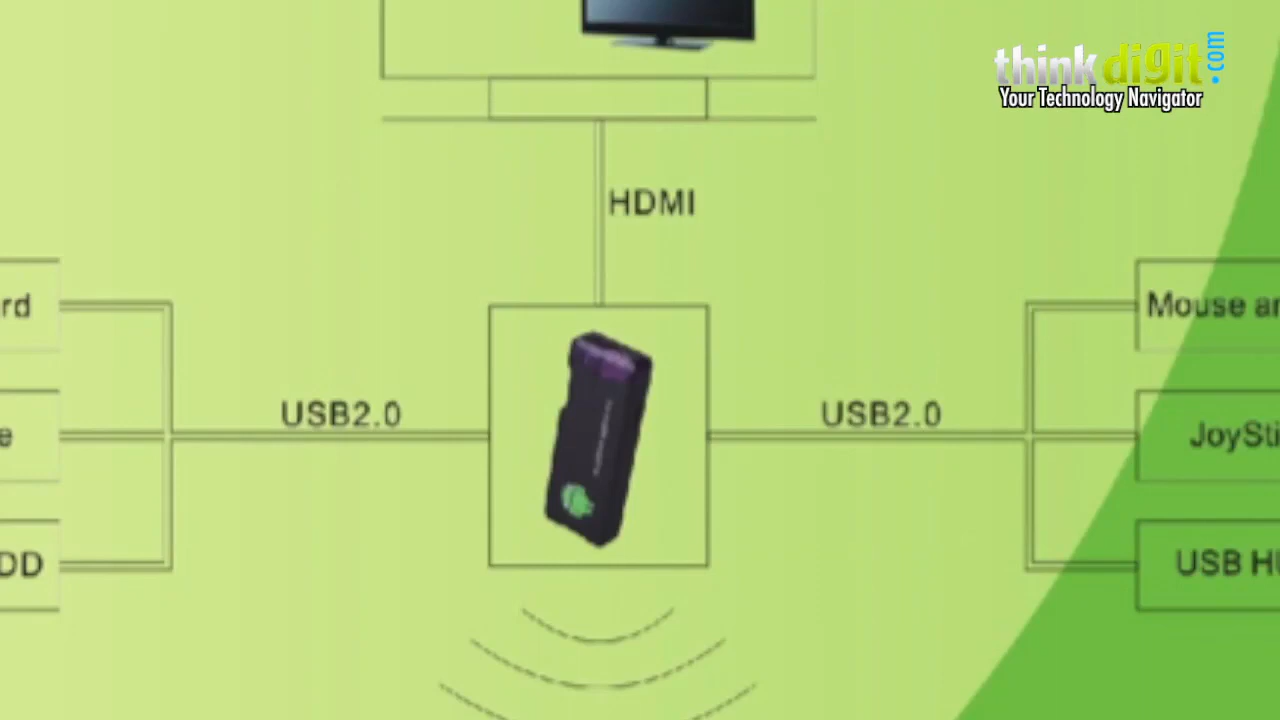 thinkdigit.com
Your Technology Navigator
HDMI
rd
Mouse an
USB2.0
USB2.0
e
JoySti
DD
USB HU